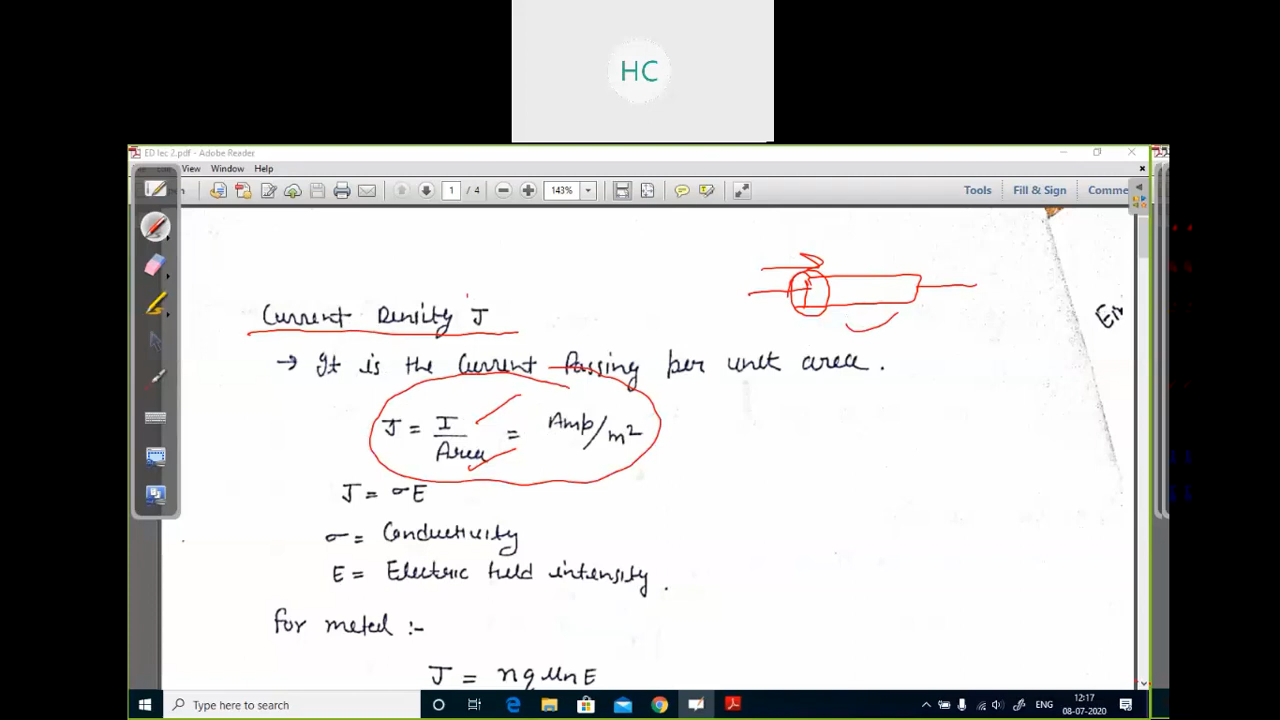 HC
ED lec 2.pdf - Adobe Reader
View Window Help
1 / 4 143% Tools Fill & Sign Comme
Current Density J
→ It is the Current Passing per unit area.
J = I/Area = Amp/m²
J = σE
σ = Conductivity
E = Electric field intensity.
for metal :-
J = nqμnE
Type here to search
ENG
12:17
08-07-2020